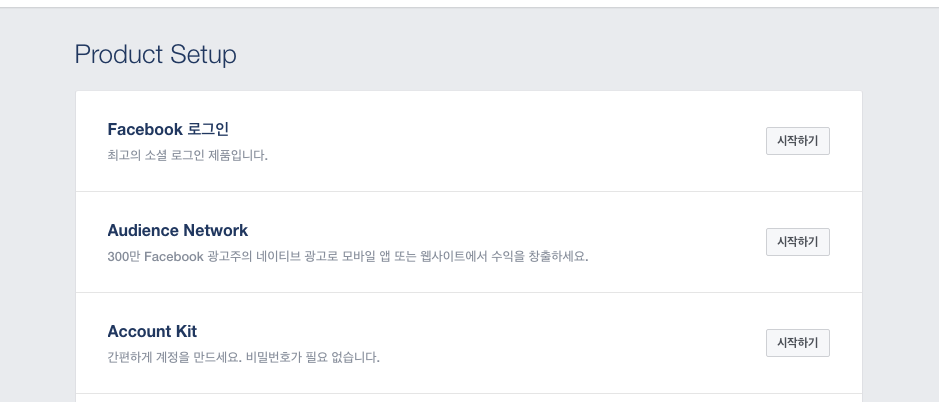 Product Setup
Facebook 로그인
최고의 소셜 로그인 제품입니다.
시작하기
Audience Network
300만 Facebook 광고주의 네이티브 광고로 모바일 앱 또는 웹사이트에서 수익을 창출하세요.
시작하기
Account Kit
간편하게 계정을 만드세요. 비밀번호가 필요 없습니다.
시작하기